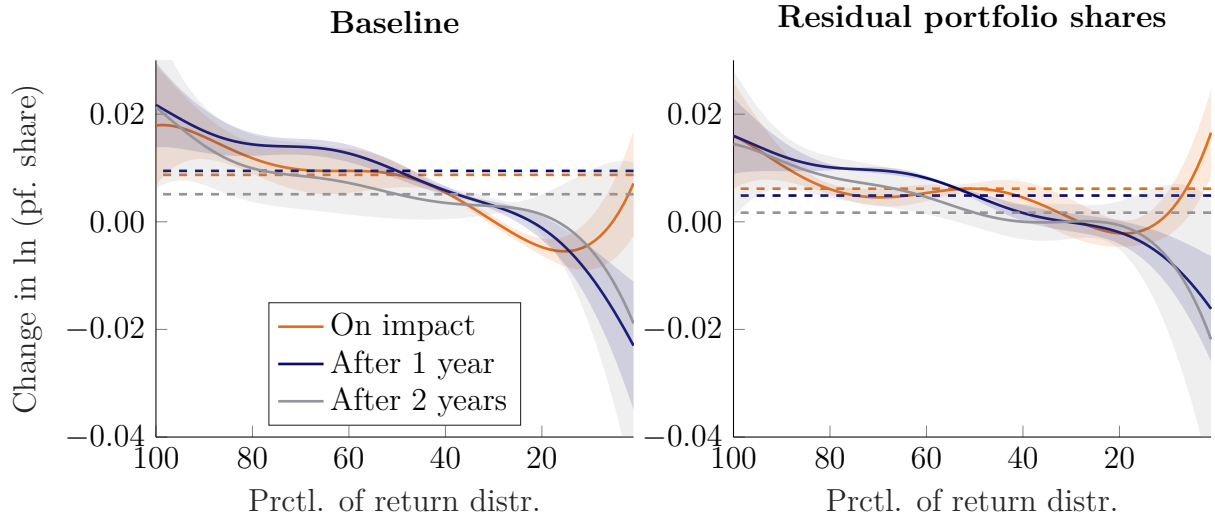 Baseline
Residual portfolio shares
Change in ln (pf. share)
0.02
0.00
−0.02
−0.04
100
80
60
40
20
Prctl. of return distr.
On impact
After 1 year
After 2 years
0.02
0.00
−0.02
−0.04
100
80
60
40
20
Prctl. of return distr.